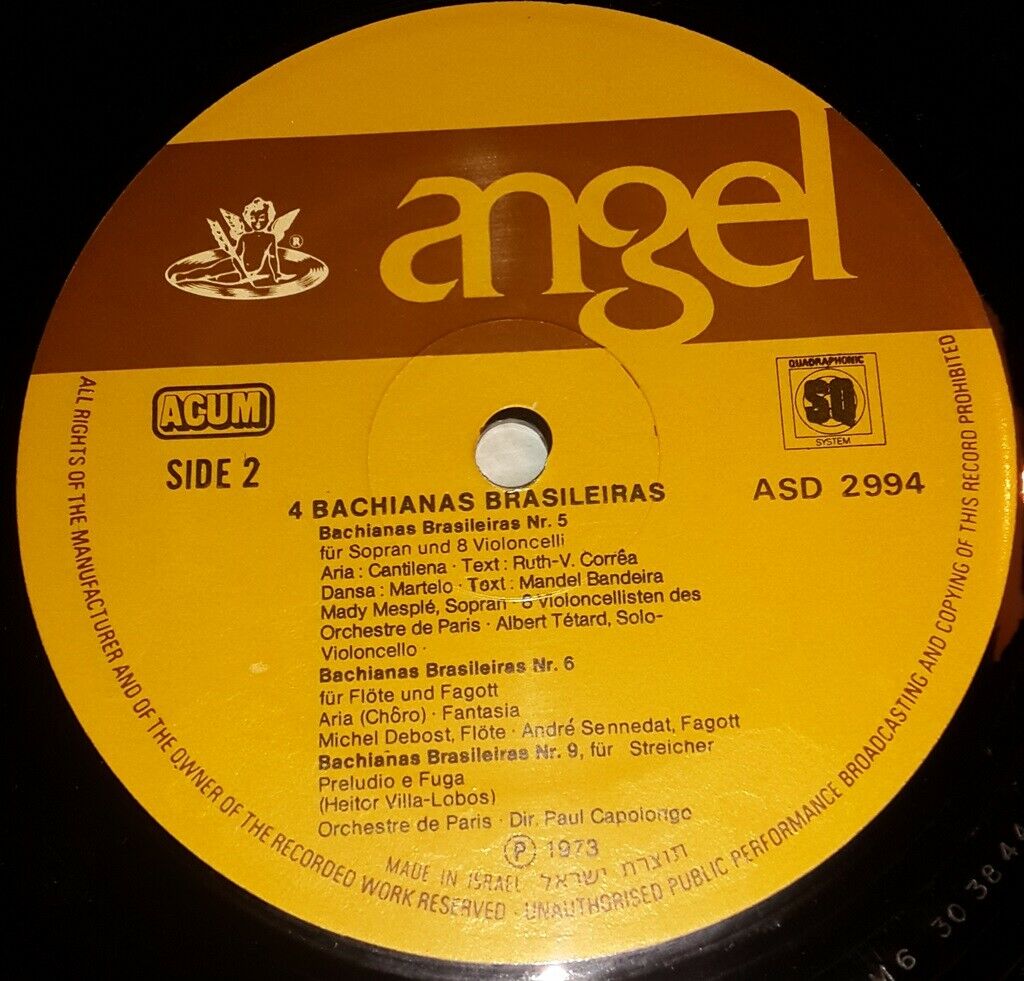 angel
®
ACUM
SIDE 2
QUADRAPHONIC
SQ
SYSTEM
ASD 2994
4 BACHIANAS BRASILEIRAS
Bachianas Brasileiras Nr. 5
für Sopran und 8 Violoncelli
Aria : Cantilena · Text : Ruth-V. Corrêa
Dansa : Martelo · Text : Mandel Bandeira
Mady Mesplé, Sopran · 8 Violoncellisten des
Orchestre de Paris · Albert Tétard, Solo-
Violoncello ·
Bachianas Brasileiras Nr. 6
für Flöte und Fagott
Aria (Chôro) · Fantasia
Michel Debost, Flöte · André Sennedat, Fagott
Bachianas Brasileiras Nr. 9, für Streicher
Preludio e Fuga
(Heitor Villa-Lobos)
Orchestre de Paris · Dir. Paul Capolongo
Ⓟ 1973
MADE IN ISRAEL תוצרת ישראל
ALL RIGHTS OF THE MANUFACTURER AND OF THE OWNER OF THE RECORDED WORK RESERVED · UNAUTHORISED PUBLIC PERFORMANCE BROADCASTING AND COPYING OF THIS RECORD PROHIBITED